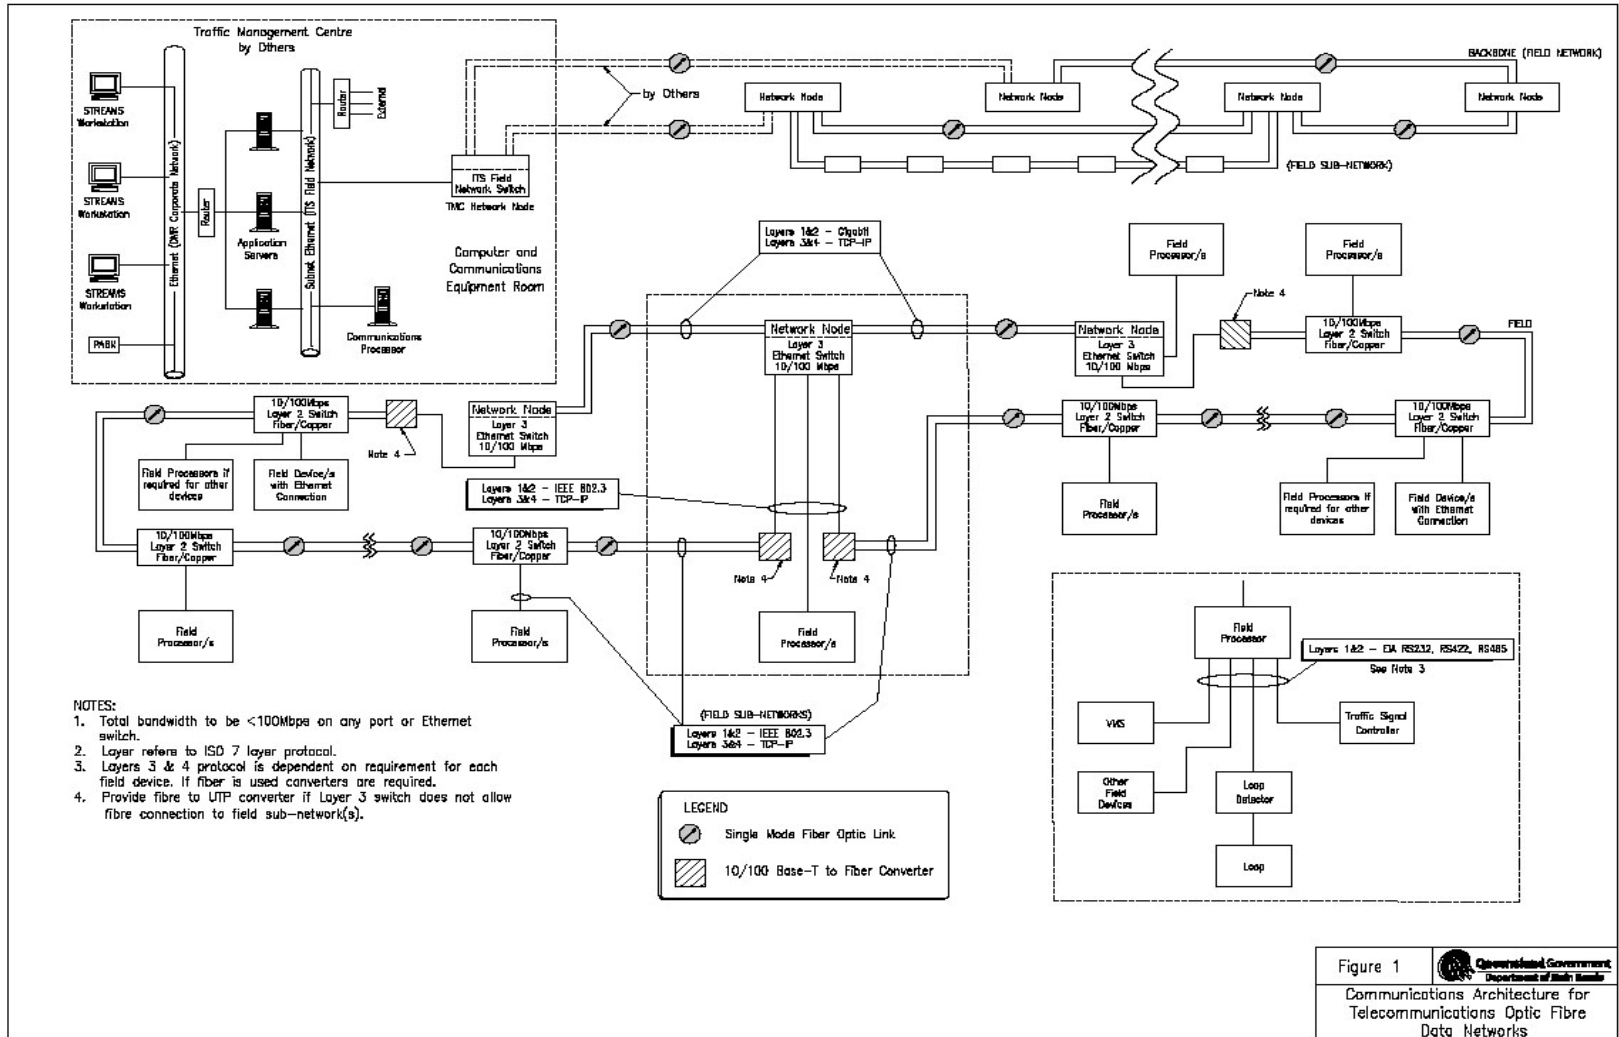 Traffic Management Centre
by Others
STREAMS
Workstation
STREAMS
Workstation
STREAMS
Workstation
PABX
Ethernet (DMR Corporate Network)
Router
Application
Servers
Subnet Ethernet (ITS Field Network)
Router
External
Communications
Processor
ITS Field
Network Switch
TMC Network Node
Computer and
Communications
Equipment Room
by Others
Network Node
Network Node
Network Node
Network Node
BACKBONE (FIELD NETWORK)
(FIELD SUB-NETWORK)
Layers 1&2 - Gigabit
Layers 3&4 - TCP-IP
Field
Processor/s
Field
Processor/s
Note 4
Network Node
Layer 3
Ethernet Switch
10/100 Mbps
Network Node
Layer 3
Ethernet Switch
10/100 Mbps
10/100Mbps
Layer 2 Switch
Fiber/Copper
FIELD
10/100Mbps
Layer 2 Switch
Fiber/Copper
Note 4
Network Node
Layer 3
Ethernet Switch
10/100 Mbps
10/100Mbps
Layer 2 Switch
Fiber/Copper
10/100Mbps
Layer 2 Switch
Fiber/Copper
Field Processors if
required for other
devices
Field Device/s
with Ethernet
Connection
Layers 1&2 - IEEE 802.3
Layers 3&4 - TCP-IP
Field
Processor/s
Field Processors if
required for other
devices
Field Device/s
with Ethernet
Connection
10/100Mbps
Layer 2 Switch
Fiber/Copper
10/100Mbps
Layer 2 Switch
Fiber/Copper
Note 4
Note 4
Field
Processor/s
Field
Processor/s
Field
Processor/s
Field
Processor
Layers 1&2 - EIA RS232, RS422, RS485
See Note 3
VMS
Traffic Signal
Controller
Other
Field
Devices
Loop
Detector
Loop
(FIELD SUB-NETWORKS)
Layers 1&2 - IEEE 802.3
Layers 3&4 - TCP-IP
NOTES:
1. Total bandwidth to be <100Mbps on any port or Ethernet
switch.
2. Layer refers to ISO 7 layer protocol.
3. Layers 3 & 4 protocol is dependent on requirement for each
field device. If fiber is used converters are required.
4. Provide fibre to UTP converter if Layer 3 switch does not allow
fibre connection to field sub-network(s).
LEGEND
Single Mode Fiber Optic Link
10/100 Base-T to Fiber Converter
Figure 1
Queensland Government
Department of Main Roads
Communications Architecture for
Telecommunications Optic Fibre
Data Networks